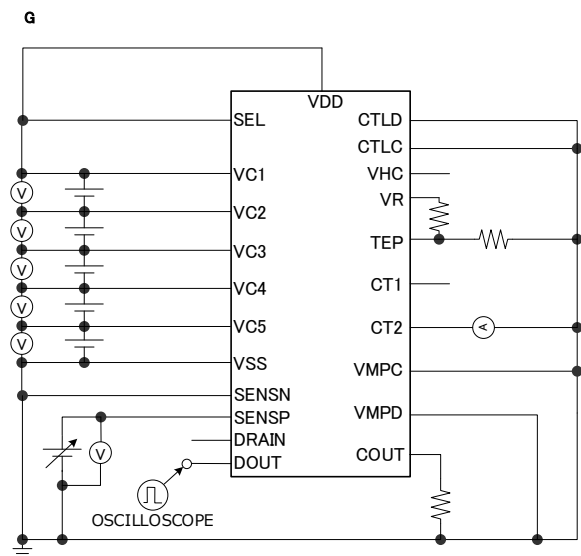 G
VDD
SEL
CTLD
CTLC
VC1
VHC
VR
V
VC2
V
VC3
TEP
V
VC4
CT1
V
VC5
CT2
A
V
VSS
VMPC
SENSN
SENSP
VMPD
DRAIN
V
DOUT
COUT
OSCILLOSCOPE